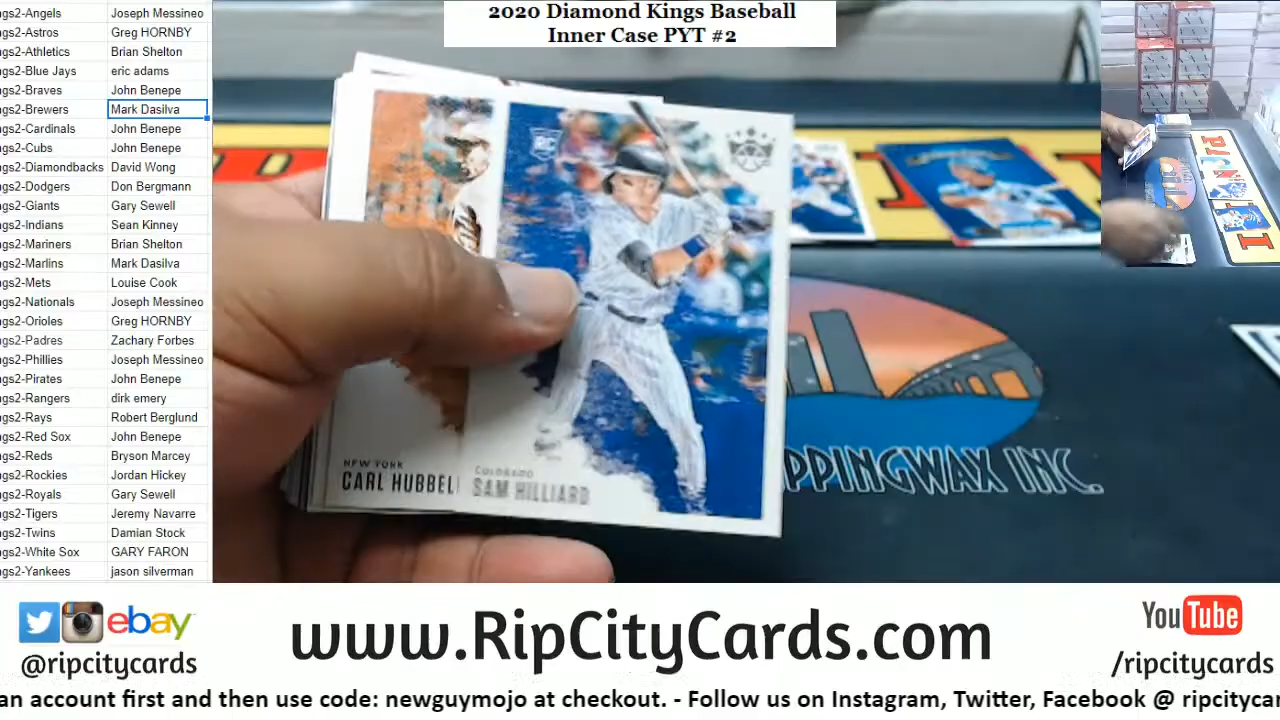 2020 Diamond Kings Baseball
Inner Case PYT #2
ngs2-Angels Joseph Messineo
ngs2-Astros Greg HORNBY
ngs2-Athletics Brian Shelton
ngs2-Blue Jays eric adams
ngs2-Braves John Benepe
ngs2-Brewers Mark Dasilva
ngs2-Cardinals John Benepe
ngs2-Cubs John Benepe
ngs2-Diamondbacks David Wong
ngs2-Dodgers Don Bergmann
ngs2-Giants Gary Sewell
ngs2-Indians Sean Kinney
ngs2-Mariners Brian Shelton
ngs2-Marlins Mark Dasilva
ngs2-Mets Louise Cook
ngs2-Nationals Joseph Messineo
ngs2-Orioles Greg HORNBY
ngs2-Padres Zachary Forbes
ngs2-Phillies Joseph Messineo
ngs2-Pirates John Benepe
ngs2-Rangers dirk emery
ngs2-Rays Robert Berglund
ngs2-Red Sox John Benepe
ngs2-Reds Bryson Marcey
ngs2-Rockies Jordan Hickey
ngs2-Royals Gary Sewell
ngs2-Tigers Jeremy Navarre
ngs2-Twins Damian Stock
ngs2-White Sox GARY FARON
ngs2-Yankees jason silverman
RC
NEW YORK
CARL HUBBEL
COLORADO
SAM HILLIARD
PPINGWAX INC.
ebay
@ripcitycards
www.RipCityCards.com
YouTube
/ripcitycards
an account first and then use code: newguymojo at checkout. - Follow us on Instagram, Twitter, Facebook @ ripcitycar